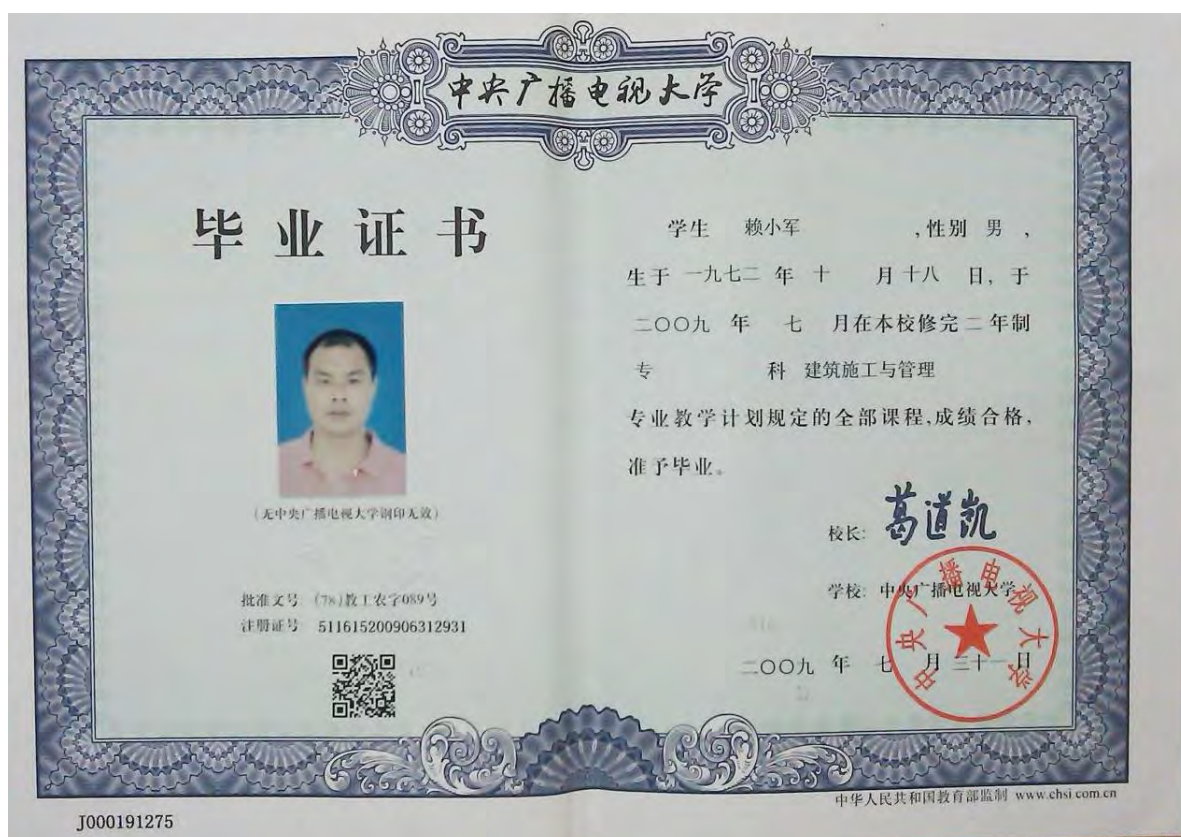 中央广播电视大学
毕业证书
(无中央广播电视大学钢印无效)
批准文号 (78)教工农字089号
注册证号 511615200906312931
学生 赖小军 ,性别 男 ,
生于 一九七二 年 十 月 十八 日, 于
二〇〇九 年 七 月在本校修完 二 年制
专 科 建筑施工与管理
专业教学计划规定的全部课程,成绩合格,
准予毕业。
校长: 葛道凯
学校: 中央广播电视大学
二〇〇九 年 七 月 三十一 日
中央广播电视大学
中华人民共和国教育部监制 www.chsi.com.cn
J000191275